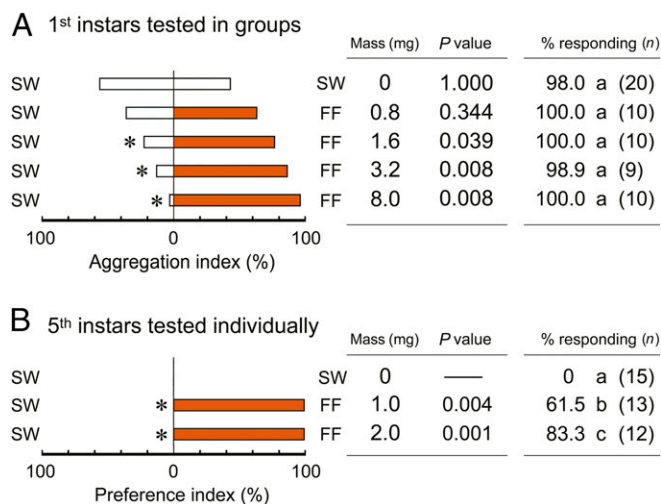 A 1st instars tested in groups
Mass (mg) P value % responding (n)
SW SW 0 1.000 98.0 a (20)
SW FF 0.8 0.344 100.0 a (10)
SW * FF 1.6 0.039 100.0 a (10)
SW * FF 3.2 0.008 98.9 a (9)
SW * FF 8.0 0.008 100.0 a (10)
100 0 100
Aggregation index (%)
B 5th instars tested individually
Mass (mg) P value % responding (n)
SW SW 0 — 0 a (15)
SW * FF 1.0 0.004 61.5 b (13)
SW * FF 2.0 0.001 83.3 c (12)
100 0 100
Preference index (%)